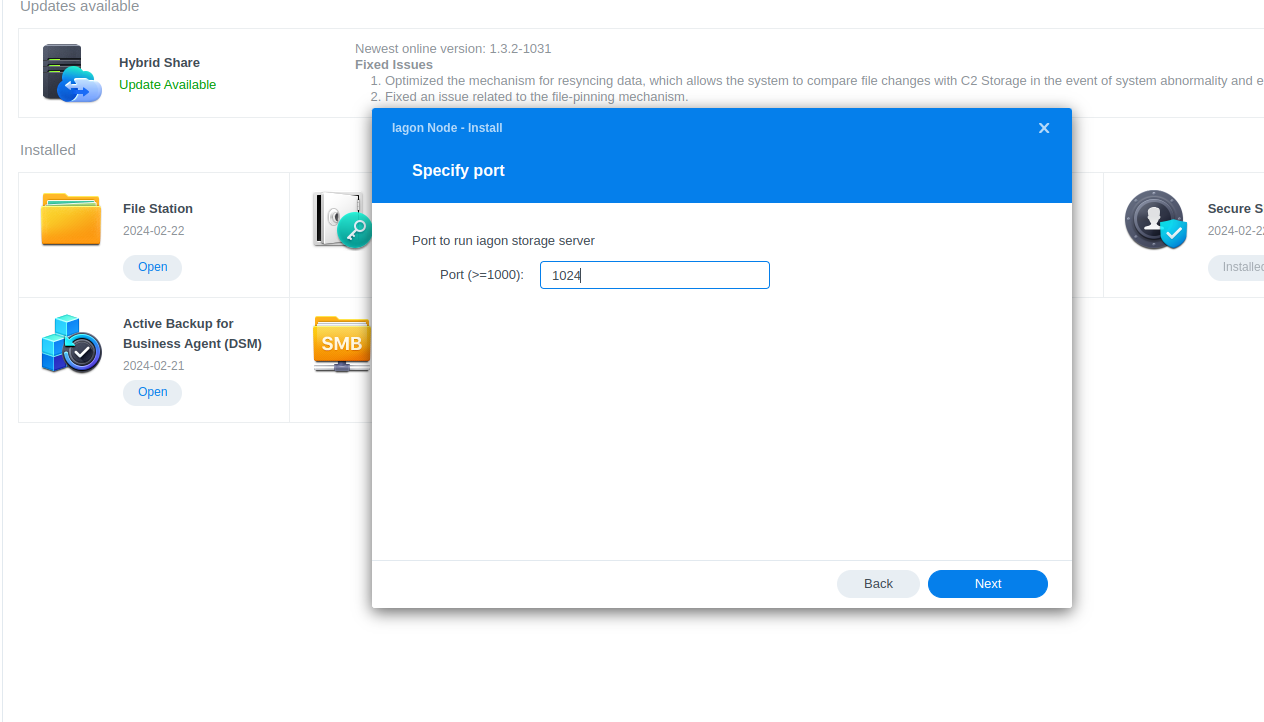 Updates available
Hybrid Share
Update Available
Newest online version: 1.3.2-1031
Fixed Issues
1. Optimized the mechanism for resyncing data, which allows the system to compare file changes with C2 Storage in the event of system abnormality and e
2. Fixed an issue related to the file-pinning mechanism.
Installed
File Station
2024-02-22
Open
Secure S
2024-02-22
Installed
Active Backup for
Business Agent (DSM)
2024-02-21
Open
SMB
Iagon Node - Install
Specify port
Port to run iagon storage server
Port (>=1000):
1024
Back
Next